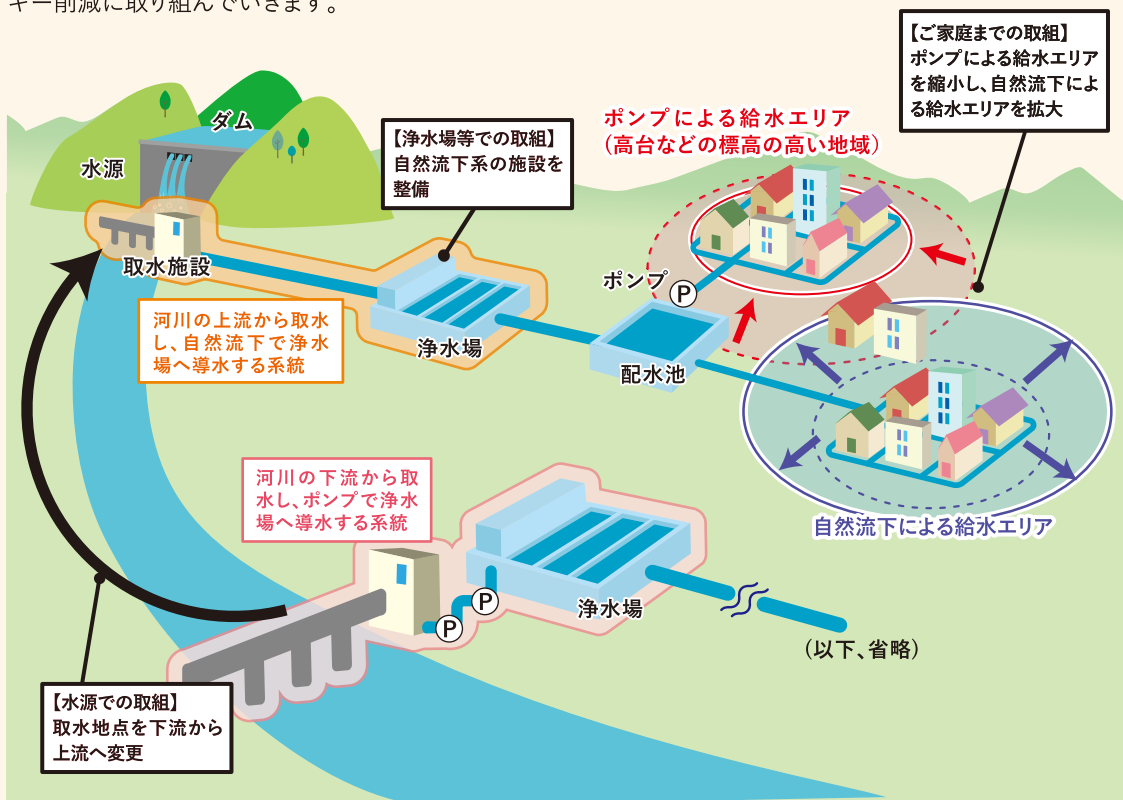 ギー削減に取り組んでいきます。
【ご家庭までの取組】
ポンプによる給水エリア
を縮小し、自然流下によ
る給水エリアを拡大
ポンプによる給水エリア
(高台などの標高の高い地域)
ダム
水源
【浄水場等での取組】
自然流下系の施設を
整備
取水施設
ポンプ
P
河川の上流から取水
し、自然流下で浄水
場へ導水する系統
浄水場
配水池
河川の下流から取
水し、ポンプで浄水
場へ導水する系統
自然流下による給水エリア
P
P
浄水場
(以下、省略)
【水源での取組】
取水地点を下流から
上流へ変更